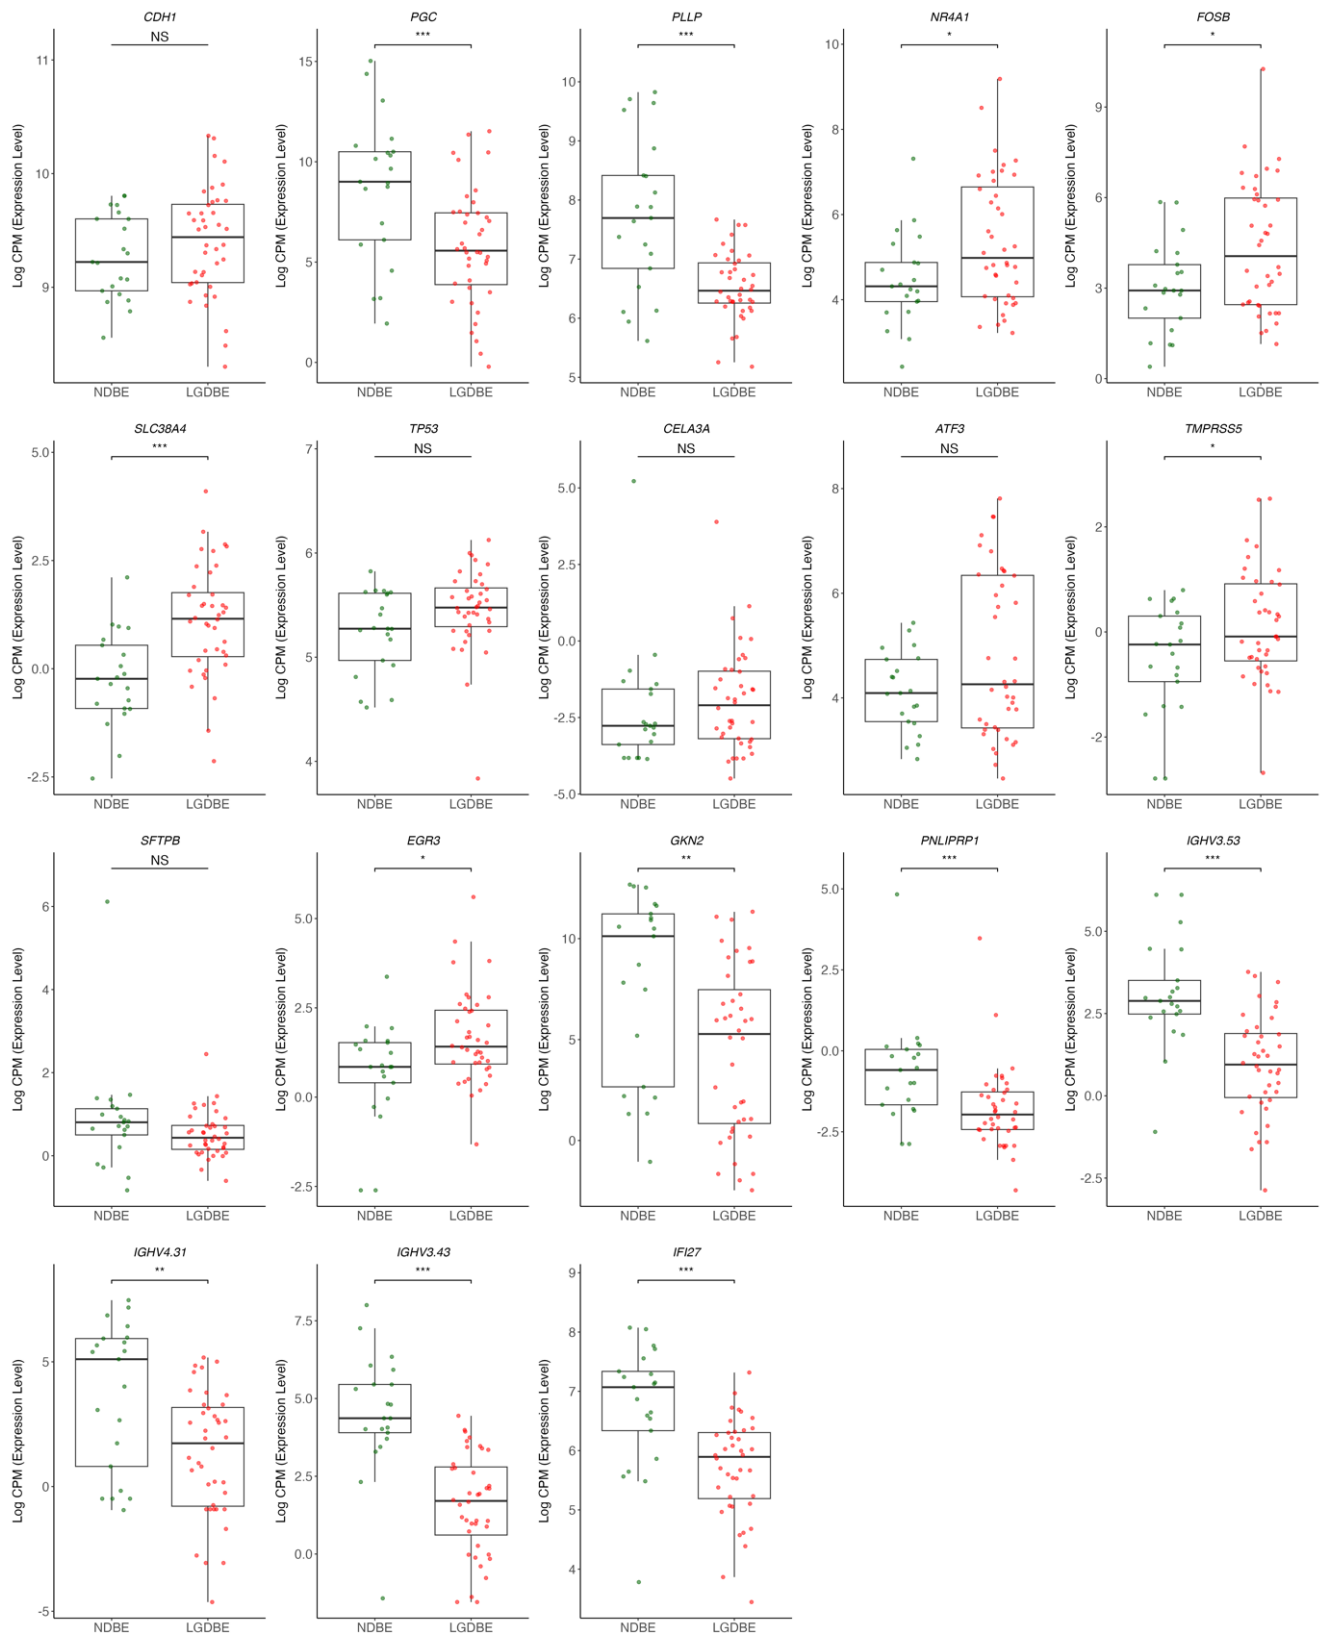 CDH1 PGC PLLP NR4A1 FOSB
NS *** *** * *
Log CPM (Expression Level) Log CPM (Expression Level) Log CPM (Expression Level) Log CPM (Expression Level) Log CPM (Expression Level)
11 10 9
15 10 5 0
10 9 8 7 6 5
10 8 6 4
9 6 3 0
NDBE LGDBE NDBE LGDBE NDBE LGDBE NDBE LGDBE NDBE LGDBE
SLC38A4 TP53 CELA3A ATF3 TMPRSS5
*** NS NS NS *
Log CPM (Expression Level) Log CPM (Expression Level) Log CPM (Expression Level) Log CPM (Expression Level) Log CPM (Expression Level)
5.0 2.5 0.0 -2.5
7 6 5 4
5.0 2.5 0.0 -2.5 -5.0
8 6 4
2 0 -2
NDBE LGDBE NDBE LGDBE NDBE LGDBE NDBE LGDBE NDBE LGDBE
SFTPB EGR3 GKN2 PNLIPRP1 IGHV3.53
NS * ** *** ***
Log CPM (Expression Level) Log CPM (Expression Level) Log CPM (Expression Level) Log CPM (Expression Level) Log CPM (Expression Level)
6 4 2 0
5.0 2.5 0.0 -2.5
10 5 0
5.0 2.5 0.0 -2.5
5.0 2.5 0.0 -2.5
NDBE LGDBE NDBE LGDBE NDBE LGDBE NDBE LGDBE NDBE LGDBE
IGHV4.31 IGHV3.43 IFI27
** *** ***
Log CPM (Expression Level) Log CPM (Expression Level) Log CPM (Expression Level)
5 0 -5
7.5 5.0 2.5 0.0
9 8 7 6 5 4
NDBE LGDBE NDBE LGDBE NDBE LGDBE